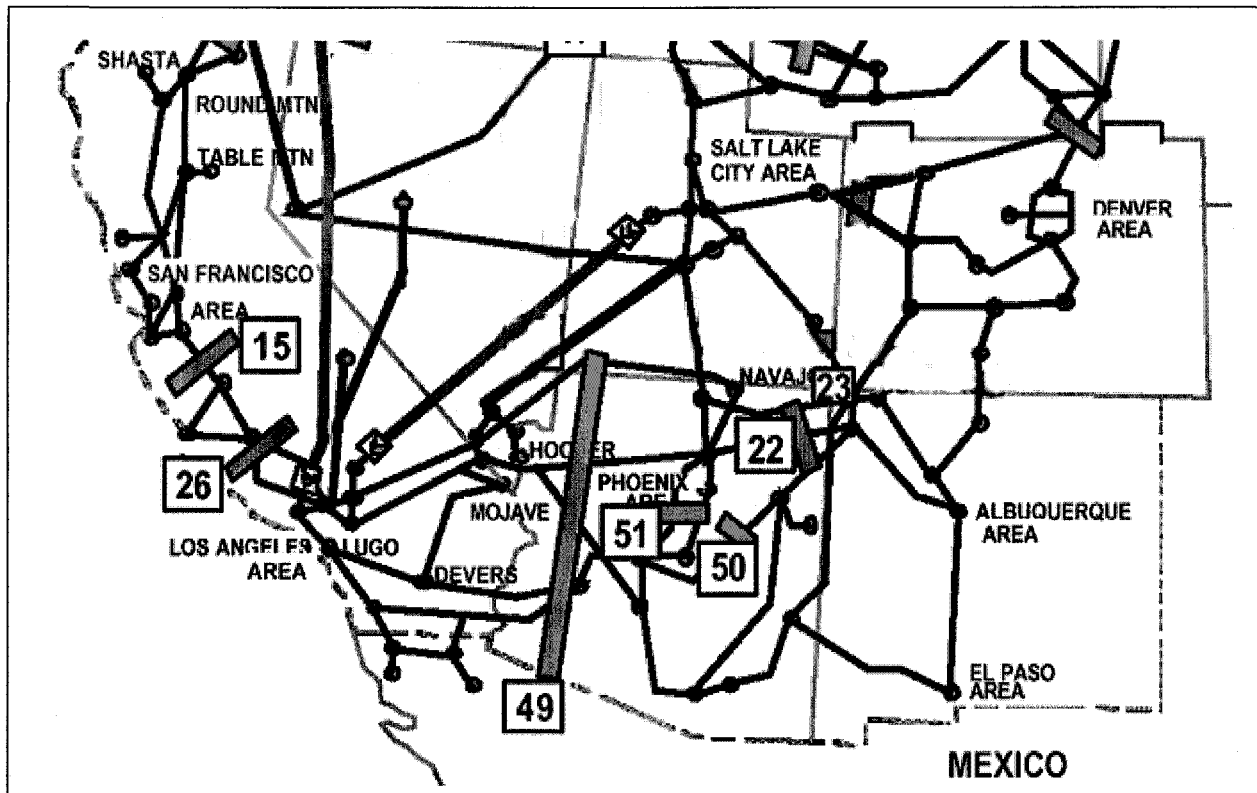 SHASTA
ROUND MTN
TABLE MTN
SALT LAKE
CITY AREA
DENVER
AREA
SAN FRANCISCO
AREA
15
NAVAJO
23
22
26
HOOVER
PHOENIX
MOJAVE
51
50
ALBUQUERQUE
AREA
LOS ANGELES
AREA
LUGO
DEVERS
EL PASO
AREA
49
MEXICO